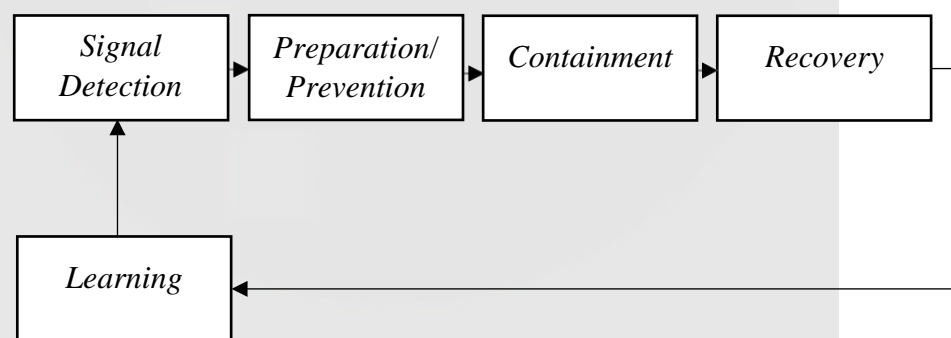 Signal
Detection
Preparation/
Prevention
Containment
Recovery
Learning